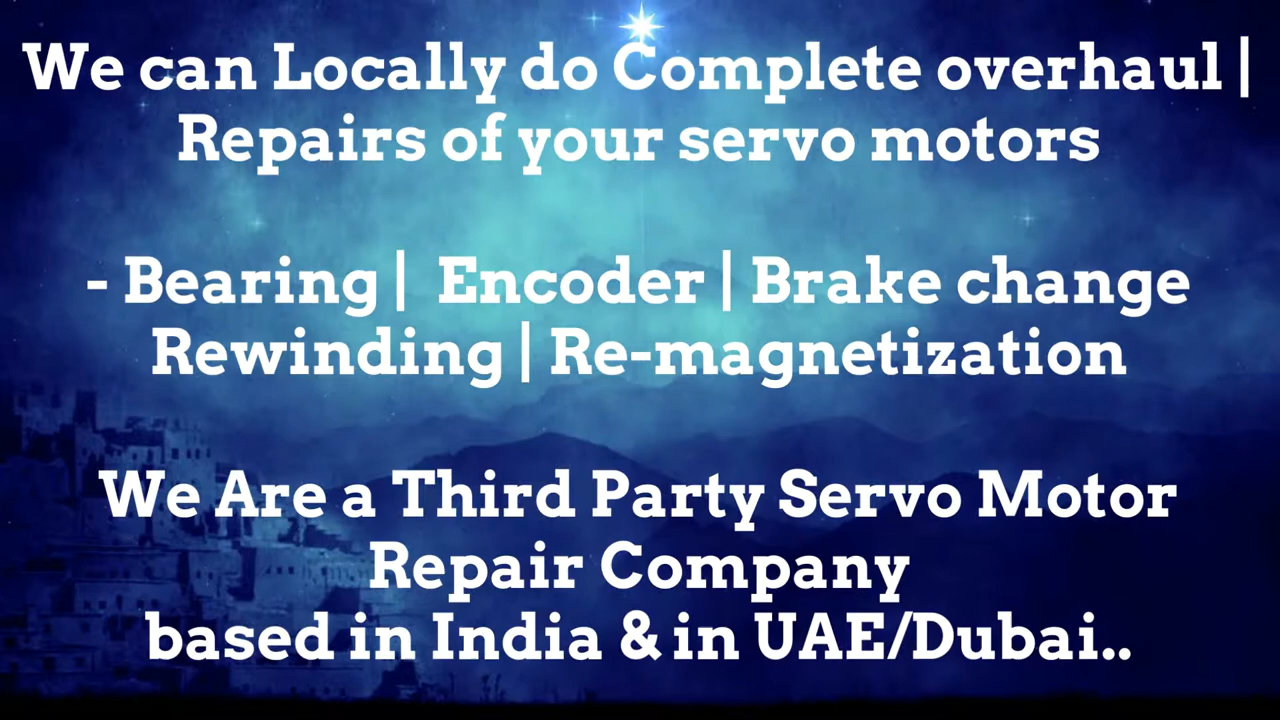 We can Locally do Complete overhaul |
Repairs of your servo motors
- Bearing | Encoder | Brake change
Rewinding | Re-magnetization
We Are a Third Party Servo Motor
Repair Company
based in India & in UAE/Dubai..